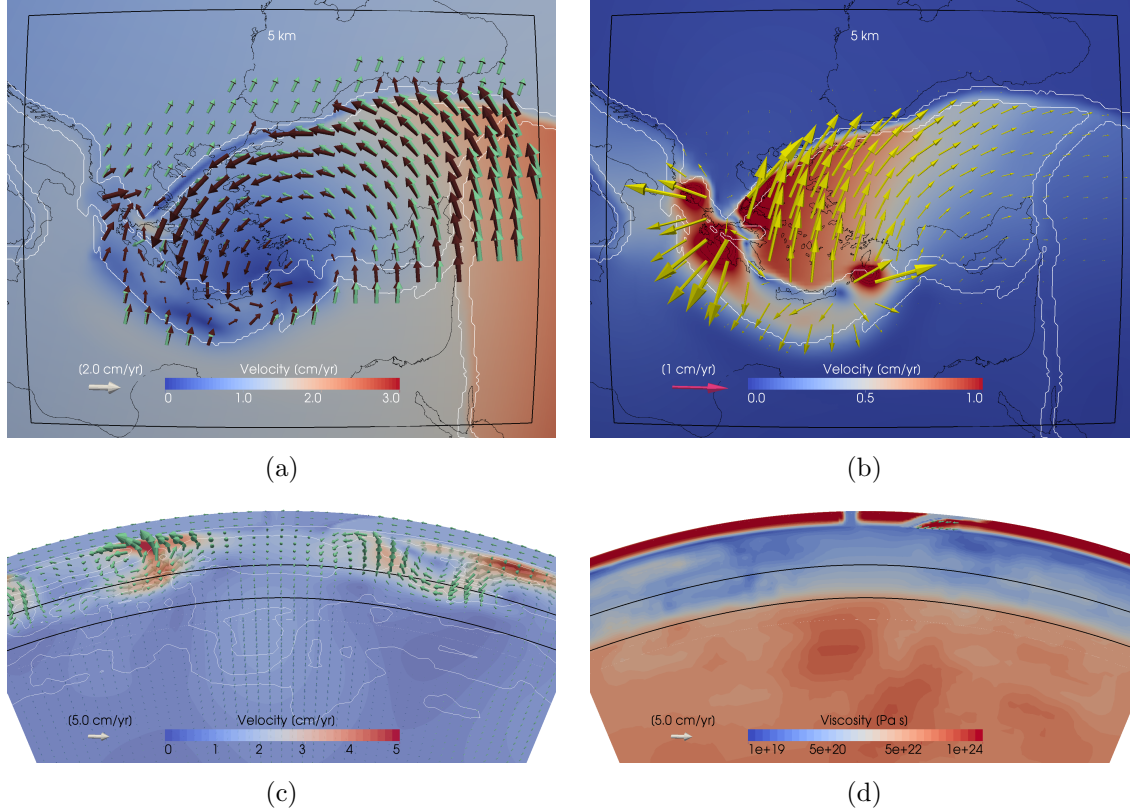 5 km
5 km
(2.0 cm/yr)
Velocity (cm/yr)
0 1.0 2.0 3.0
(1 cm/yr)
Velocity (cm/yr)
0.0 0.5 1.0
(a)
(b)
(5.0 cm/yr)
Velocity (cm/yr)
0 1 2 3 4 5
(5.0 cm/yr)
Viscosity (Pa s)
1e+19 5e+20 5e+22 1e+24
(c)
(d)